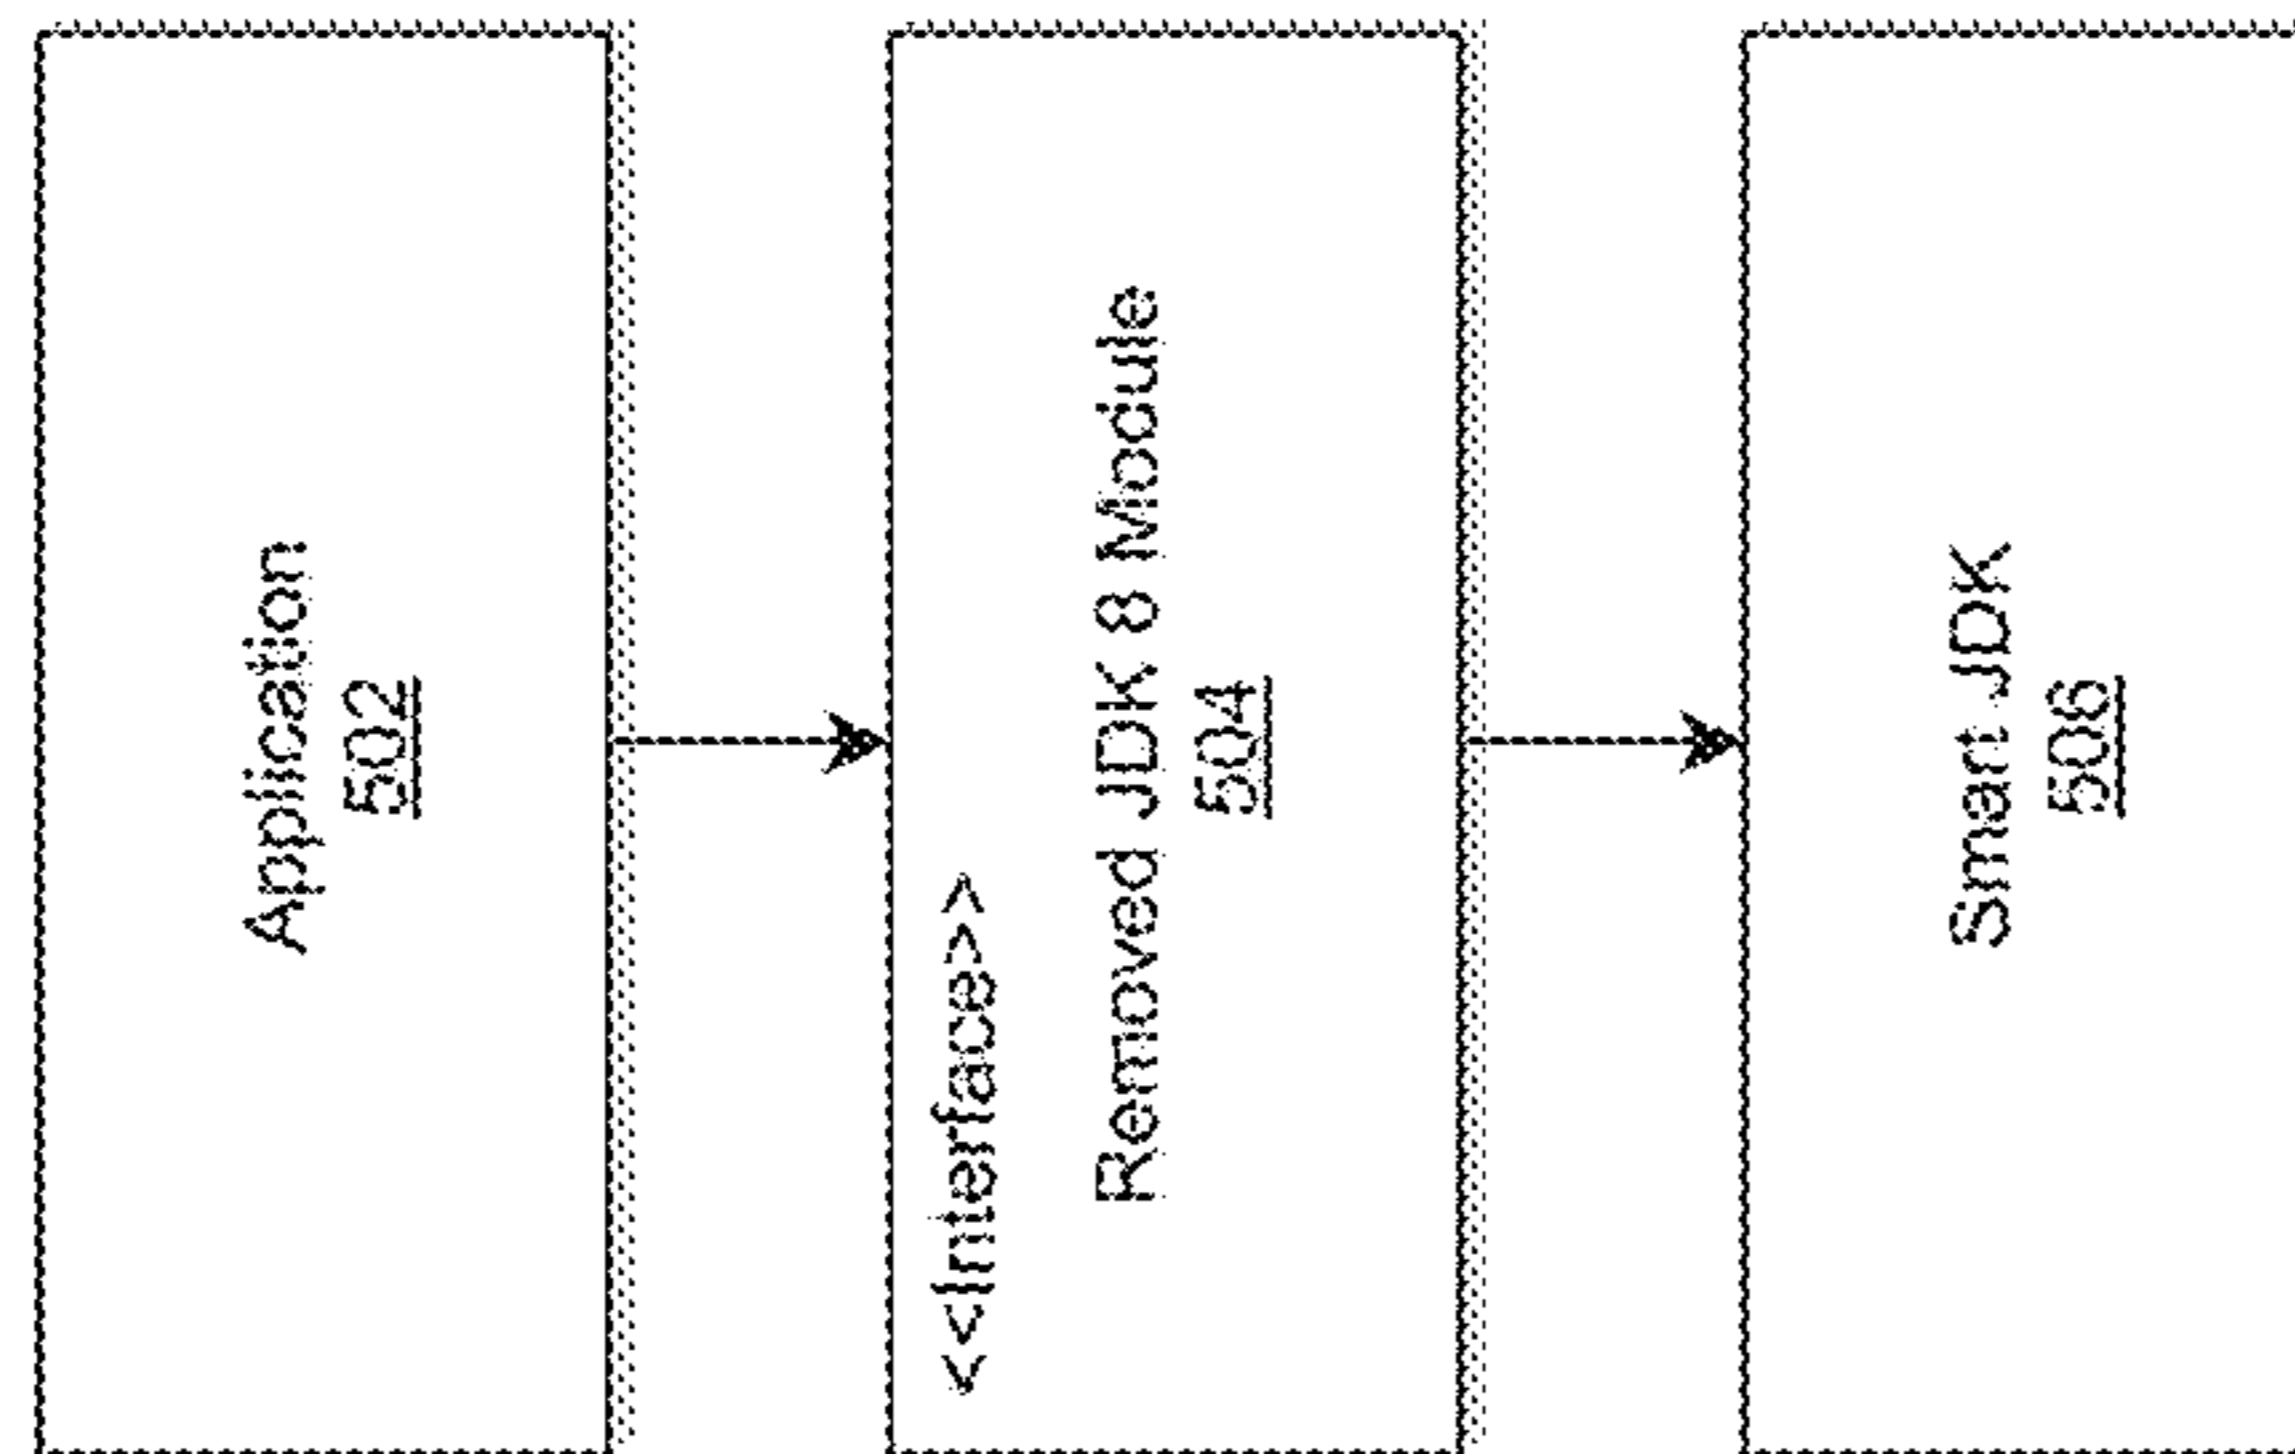 Application
502
<<Interface>>
Removed JDK 8 Module
504
Smart JDK
506